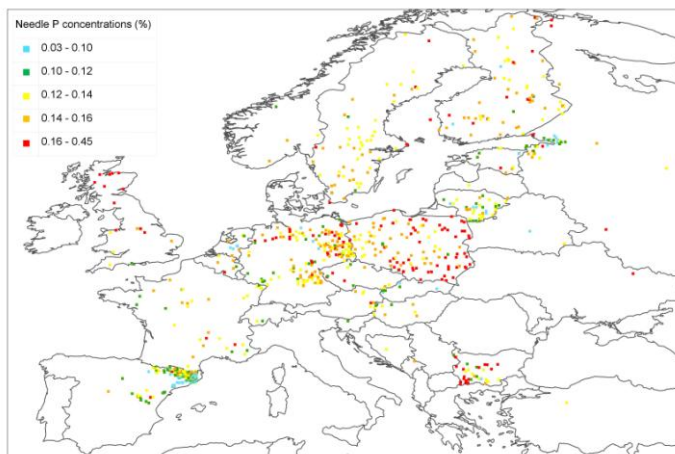 Needle P concentrations (%)
0.03 - 0.10
0.10 - 0.12
0.12 - 0.14
0.14 - 0.16
0.16 - 0.45